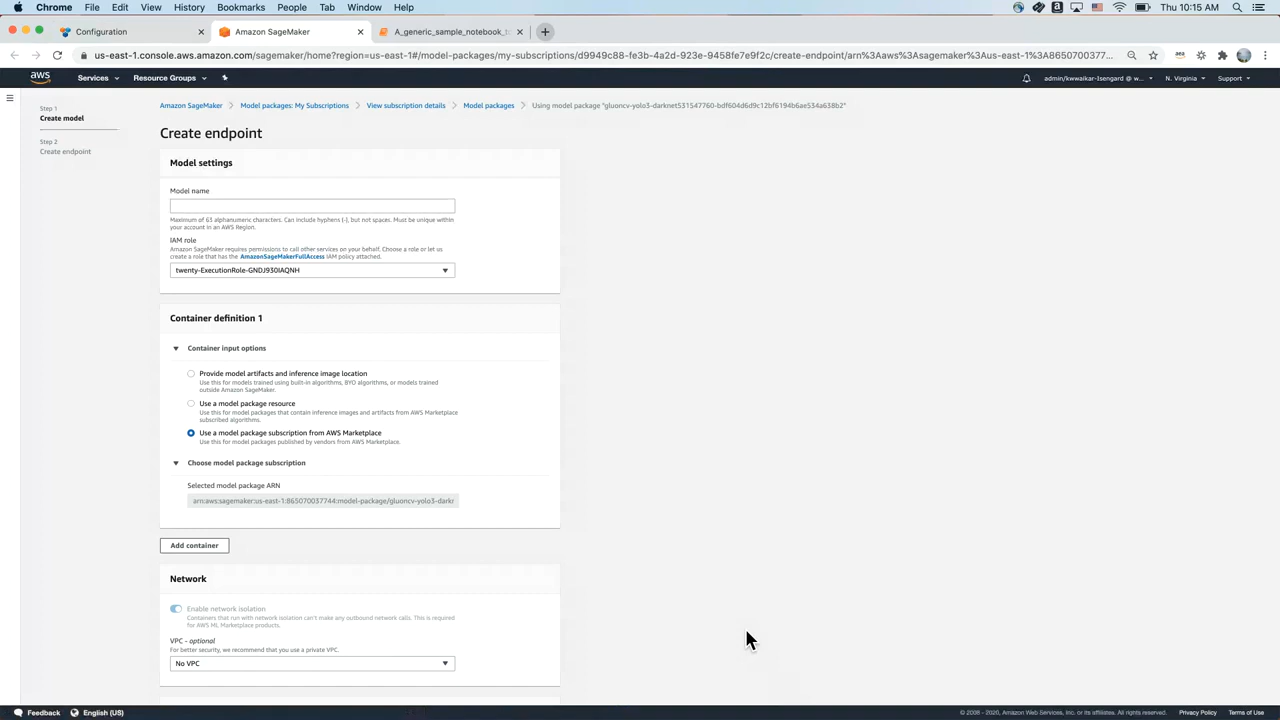 Chrome File Edit View History Bookmarks People Tab Window Help
Thu 10:15 AM
Configuration
Amazon SageMaker
A_generic_sample_notebook_
us-east-1.console.aws.amazon.com/sagemaker/home?region=us-east-1#/model-packages/my-subscriptions/d9949c88-fe3b-4a2d-923e-9458fe7e9f2c/create-endpoint/arn%3Aaws%3Asagemaker%3Aus-east-1%3A8650700377...
aws
Services
Resource Groups
admin/kwwaikar-Isengard @ w...
N. Virginia
Support
Step 1
Create model
Step 2
Create endpoint
Amazon SageMaker
Model packages: My Subscriptions
View subscription details
Model packages
Using model package "gluoncv-yolo3-darknet531547760-bdf604d6d9c12bf6194b6ae534a638b2"
Create endpoint
Model settings
Model name
Maximum of 63 alphanumeric characters. Can include hyphens (-), but not spaces. Must be unique within
your account in an AWS Region.
IAM role
Amazon SageMaker requires permissions to call other services on your behalf. Choose a role or let us
create a role that has the AmazonSageMakerFullAccess IAM policy attached.
twenty-ExecutionRole-GNDJ930IAQNH
Container definition 1
Container input options
Provide model artifacts and inference image location
Use this for models trained using built-in algorithms, BYO algorithms, or models trained
outside Amazon SageMaker.
Use a model package resource
Use this for model packages that contain inference images and artifacts from AWS Marketplace
subscribed algorithms.
Use a model package subscription from AWS Marketplace
Use this for model packages published by vendors from AWS Marketplace.
Choose model package subscription
Selected model package ARN
arn:aws:sagemaker:us-east-1:865070037744:model-package/gluoncv-yolo3-darkr
Add container
Network
Enable network isolation
Containers that run with network isolation can't make any outbound network calls. This is required
for AWS ML Marketplace products.
VPC - optional
For better security, we recommend that you use a private VPC.
No VPC
Feedback
English (US)
© 2008 - 2020, Amazon Web Services, Inc. or its affiliates. All rights reserved.
Privacy Policy
Terms of Use